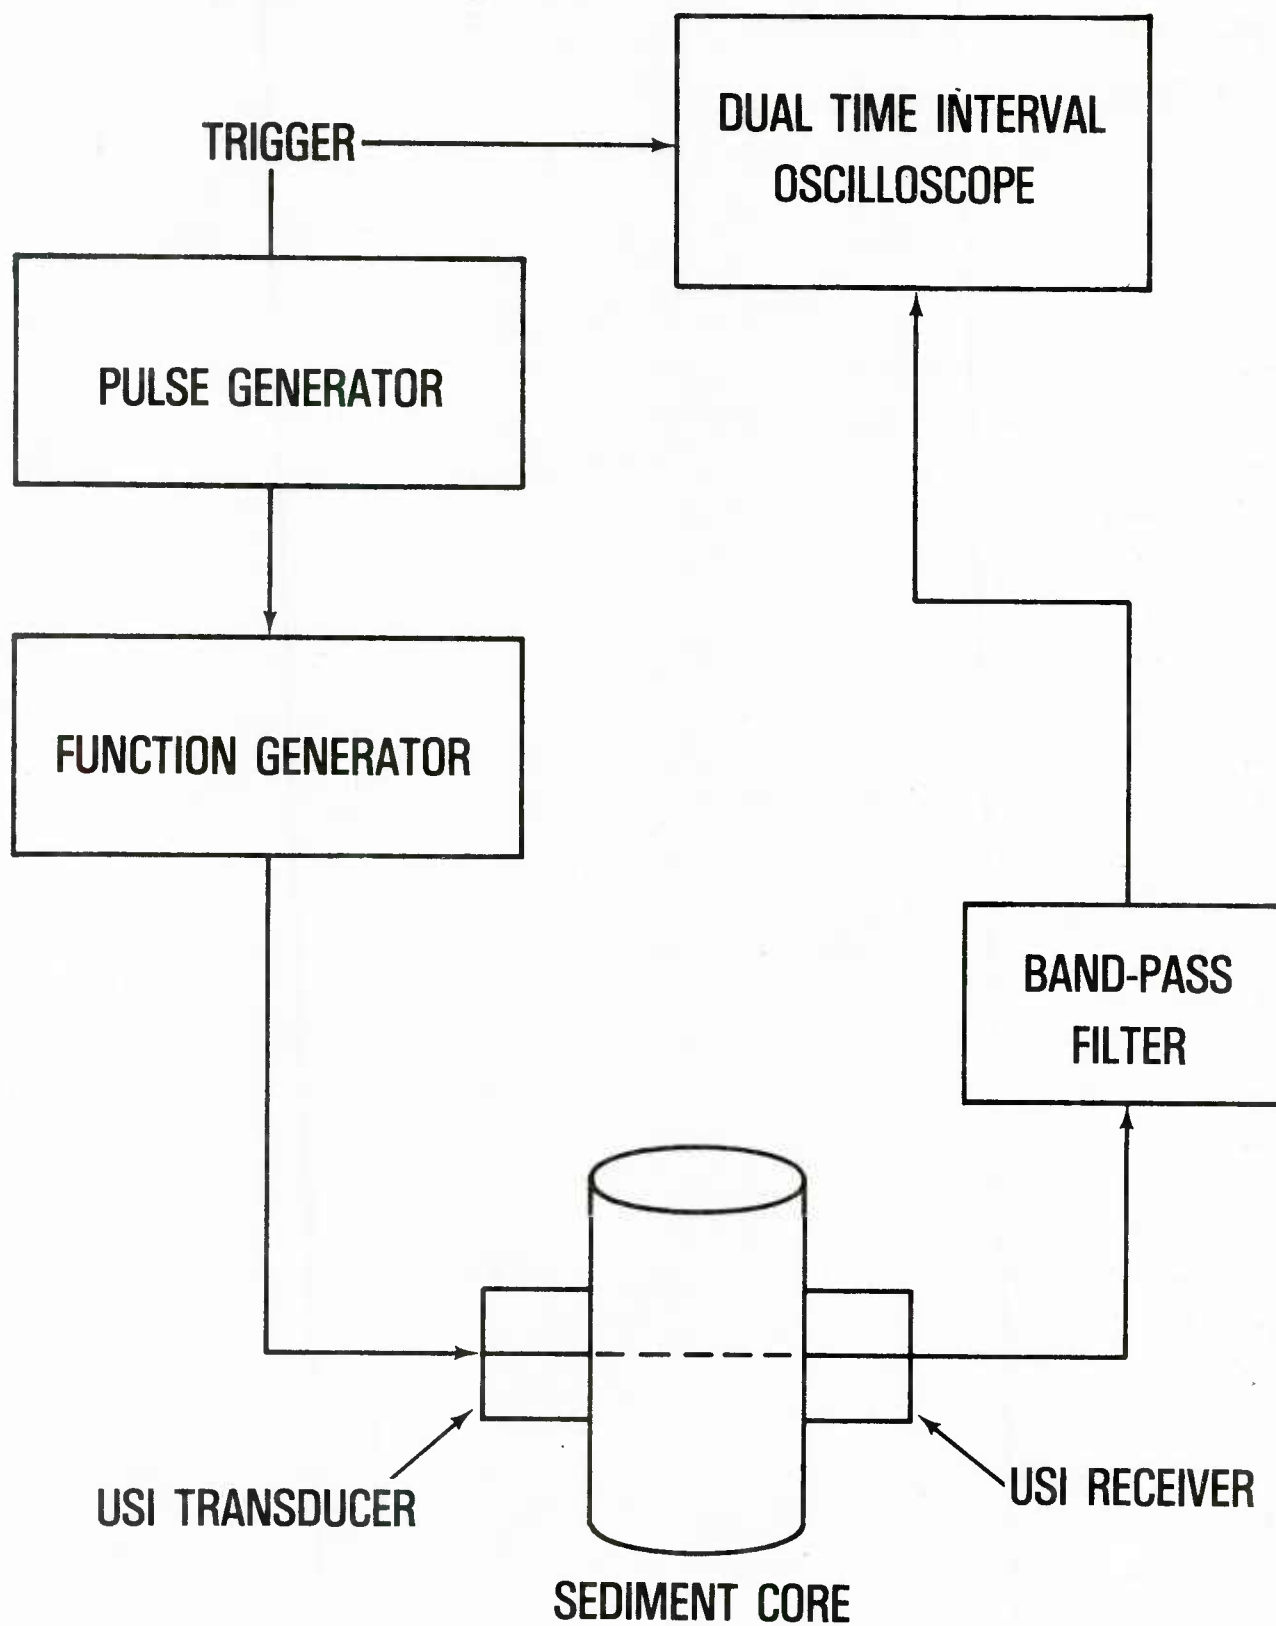 DUAL TIME INTERVAL
OSCILLOSCOPE
TRIGGER
PULSE GENERATOR
FUNCTION GENERATOR
BAND-PASS
FILTER
USI TRANSDUCER
USI RECEIVER
SEDIMENT CORE